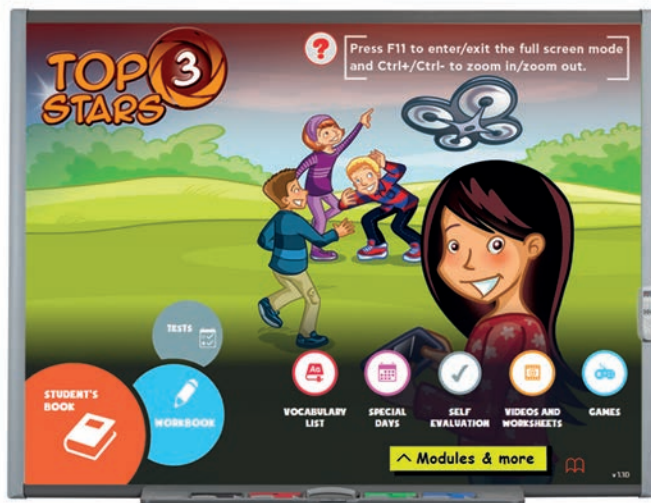 TOP 3
STARS
?
Press F11 to enter/exit the full screen mode
and Ctrl+/Ctrl- to zoom in/zoom out.
TESTS
STUDENT'S
BOOK
WORKBOOK
VOCABULARY
LIST
SPECIAL
DAYS
SELF
EVALUATION
VIDEOS AND
WORKSHEETS
GAMES
Modules & more
v 1.10